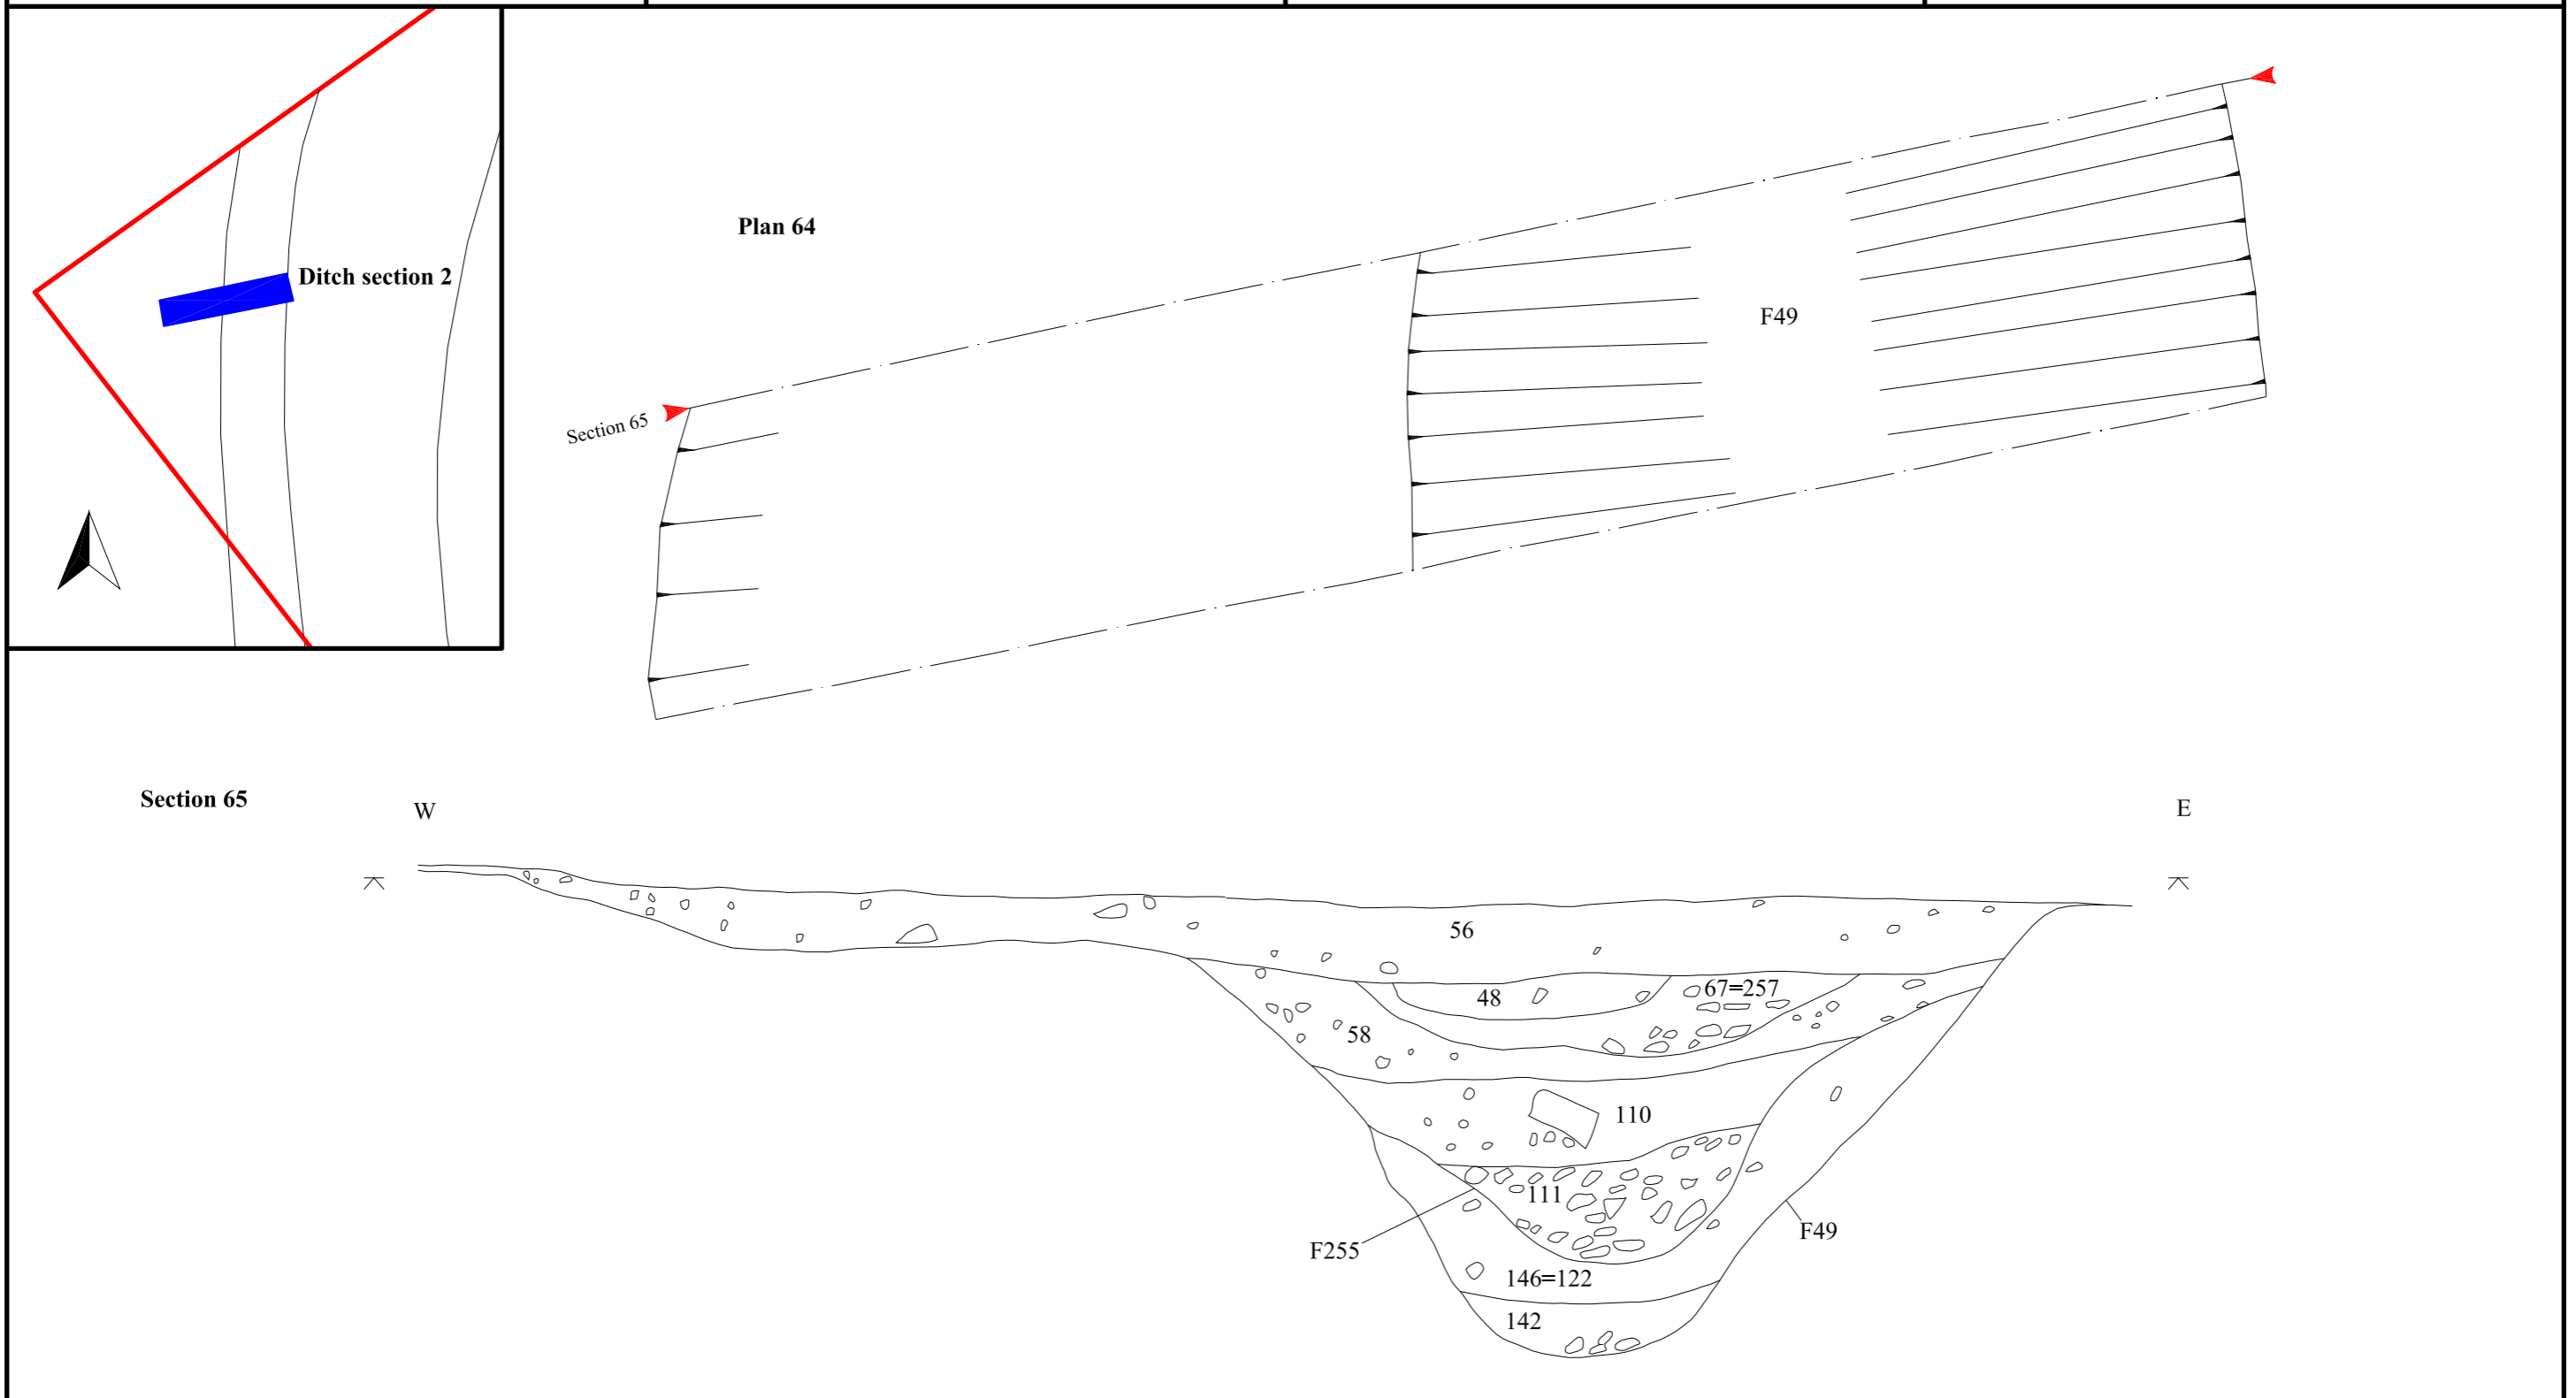 Ditch section 2
Plan 64
F49
Section 65
Section 65
W
E
56
48
67=257
58
110
111
F255
F49
146=122
142